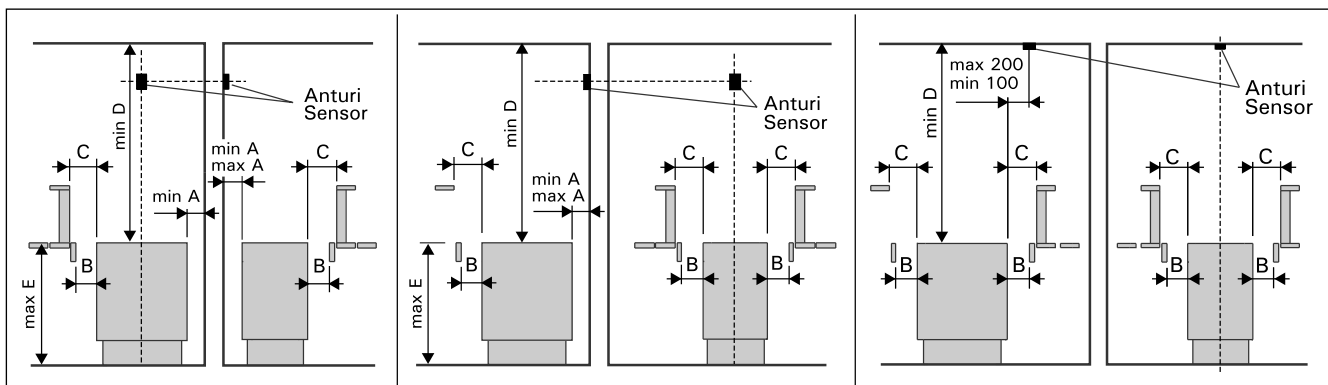 min D
Anturi
Sensor
C
min A
max A
C
min A
B
B
max E
min D
Anturi
Sensor
C
min A
max A
C
C
B
B
B
max E
max 200
min 100
min D
Anturi
Sensor
C
C
C
C
B
B
B
B